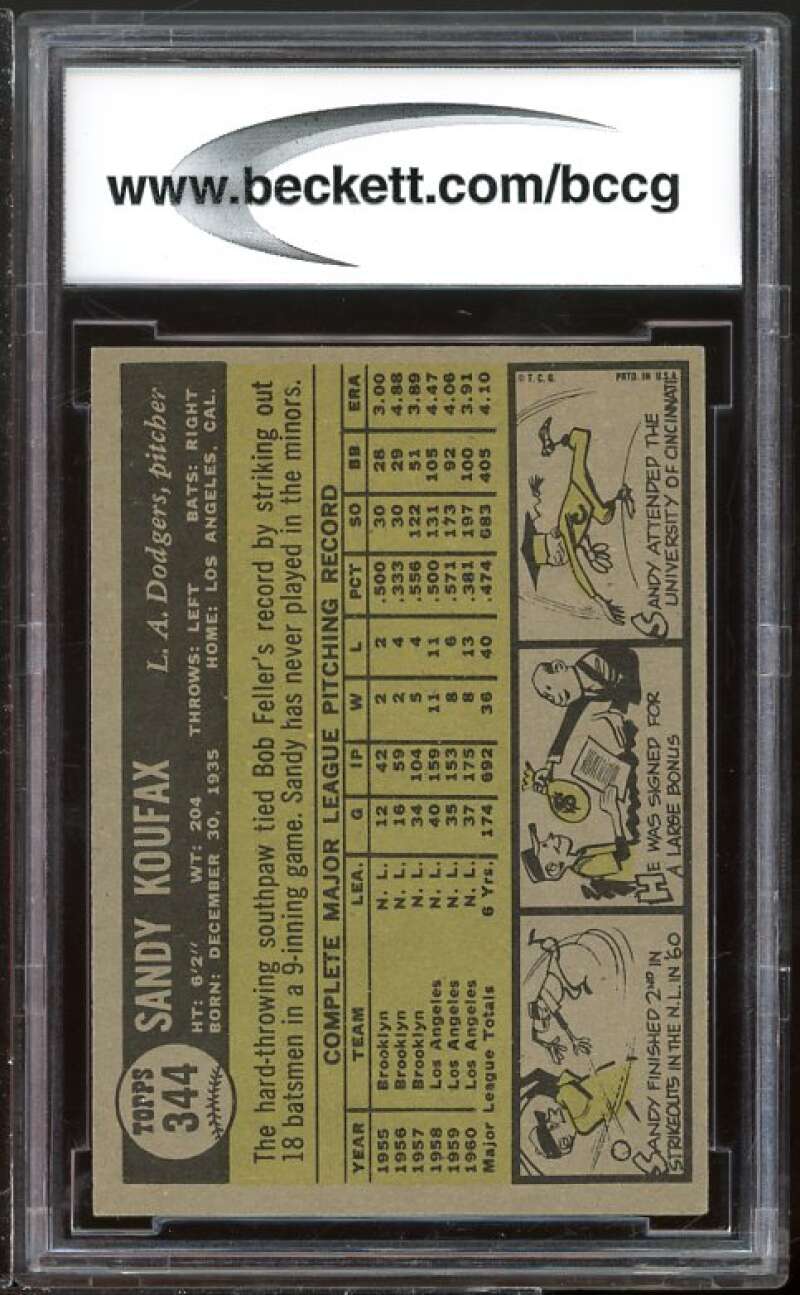 www.beckett.com/bccg
TOPPS
344
SANDY KOUFAX L. A. Dodgers, pitcher
HT: 6'2" WT: 204 THROWS: LEFT BATS: RIGHT
BORN: DECEMBER 30, 1935 HOME: LOS ANGELES, CAL.
The hard-throwing southpaw tied Bob Feller's record by striking out
18 batsmen in a 9-inning game. Sandy has never played in the minors.
COMPLETE MAJOR LEAGUE PITCHING RECORD
YEAR TEAM LEA. G IP W L PCT SO BB ERA
1955 Brooklyn N. L. 12 42 2 2 .500 30 28 3.00
1956 Brooklyn N. L. 16 59 2 4 .333 30 29 4.88
1957 Brooklyn N. L. 34 104 5 4 .556 122 51 3.89
1958 Los Angeles N. L. 40 159 11 11 .500 131 105 4.47
1959 Los Angeles N. L. 35 153 8 6 .571 173 92 4.06
1960 Los Angeles N. L. 37 175 8 13 .381 197 100 3.91
Major League Totals 6 Yrs. 174 692 36 40 .474 683 405 4.10
SANDY FINISHED 2ND IN
STRIKEOUTS IN THE N.L. IN '60
$
HE WAS SIGNED FOR
A LARGE BONUS
© T. C. G. PRTD. IN U.S.A.
C
SANDY ATTENDED THE
UNIVERSITY OF CINCINNATI